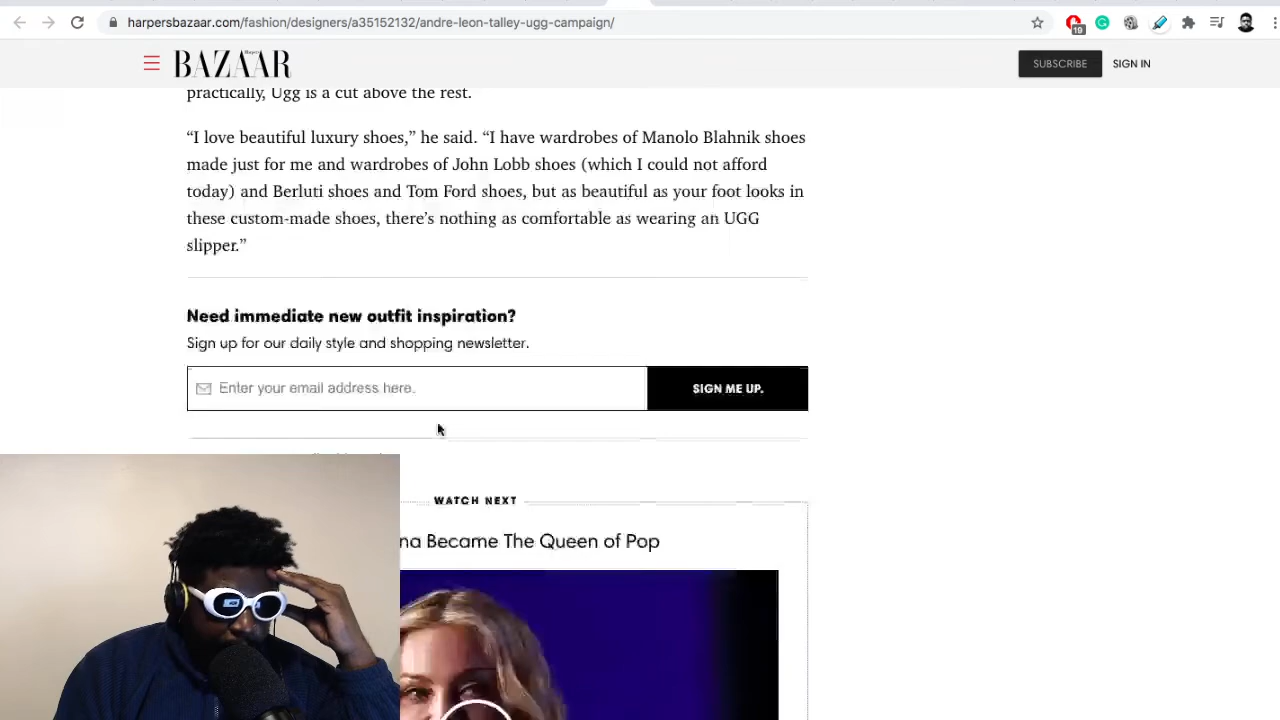 harpersbazaar.com/fashion/designers/a35152132/andre-leon-talley-ugg-campaign/
19
Harper's
BAZAAR
SUBSCRIBE
SIGN IN
practically, Ugg is a cut above the rest.
“I love beautiful luxury shoes,” he said. “I have wardrobes of Manolo Blahnik shoes
made just for me and wardrobes of John Lobb shoes (which I could not afford
today) and Berluti shoes and Tom Ford shoes, but as beautiful as your foot looks in
these custom-made shoes, there’s nothing as comfortable as wearing an UGG
slipper.”
Need immediate new outfit inspiration?
Sign up for our daily style and shopping newsletter.
Enter your email address here.
SIGN ME UP.
WATCH NEXT
na Became The Queen of Pop